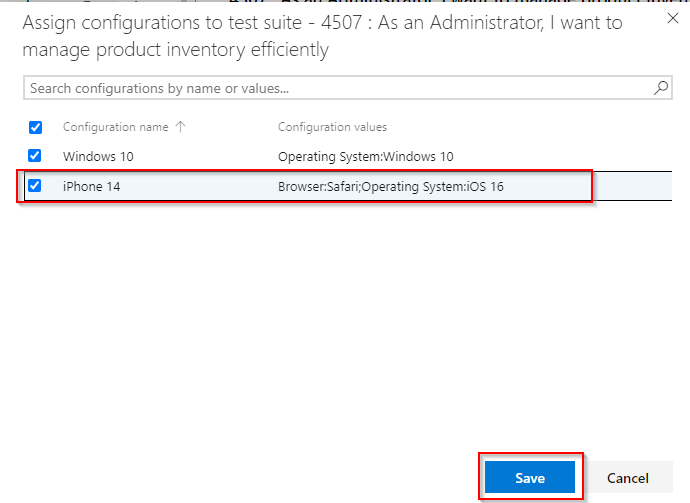 Assign configurations to test suite - 4507 : As an Administrator, I want to
manage product inventory efficiently
Search configurations by name or values...
Configuration name Configuration values
Windows 10 Operating System:Windows 10
iPhone 14 Browser:Safari;Operating System:iOS 16
Save Cancel